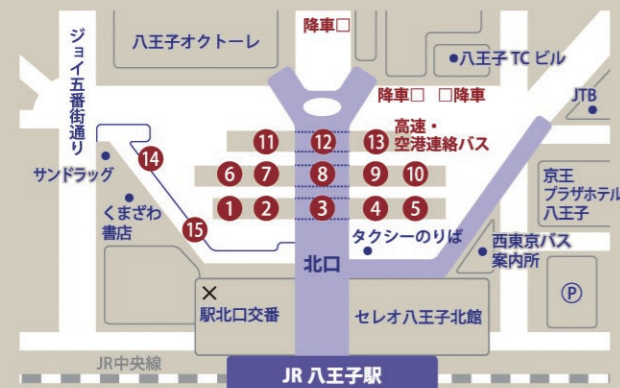 降車□
八王子オクトーレ
ジョイ五番街通り
八王子 TC ビル
降車□ □降車
JTB
高速・
空港連絡バス
11 12 13
14
サンドラッグ
6 7 8 9 10
京王
プラザホテル
八王子
くまざわ
書店
1 2 3 4 5
15
タクシーのりば
西東京バス
案内所
北口
駅北口交番
セレオ八王子北館
P
JR中央線
JR 八王子駅